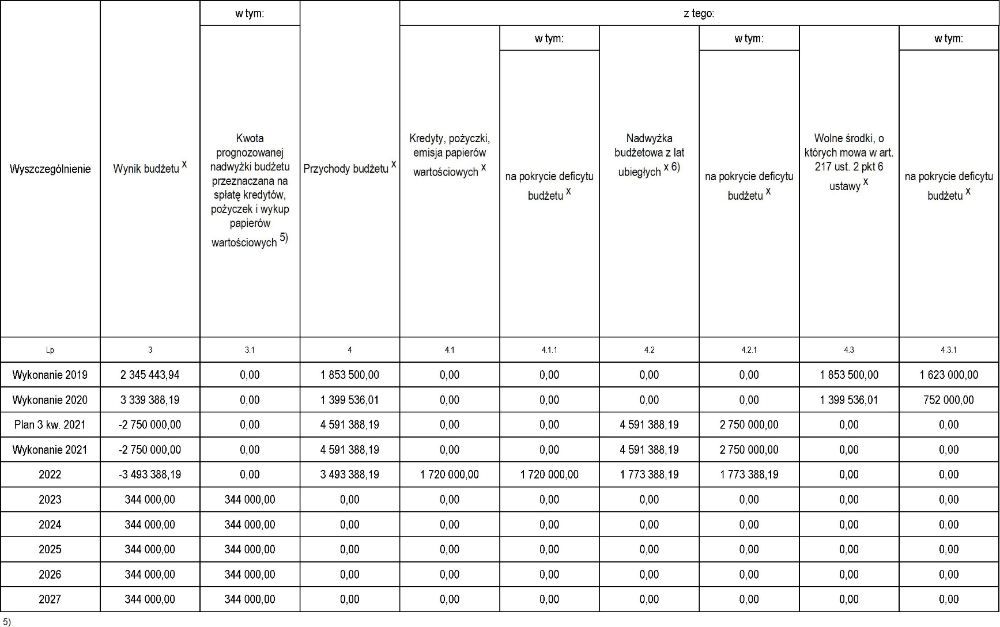 w tym:
z tego:
w tym:
w tym:
w tym:
Wyszczególnienie
Wynik budżetu x
Kwota
prognozowanej
nadwyżki budżetu
przeznaczana na
spłatę kredytów,
pożyczek i wykup
papierów
wartościowych 5)
Przychody budżetu x
Kredyty, pożyczki,
emisja papierów
wartościowych x
na pokrycie deficytu
budżetu x
Nadwyżka
budżetowa z lat
ubiegłych x 6)
na pokrycie deficytu
budżetu x
Wolne środki, o
których mowa w art.
217 ust. 2 pkt 6
ustawy x
na pokrycie deficytu
budżetu x
Lp 3 3.1 4 4.1 4.1.1 4.2 4.2.1 4.3 4.3.1
Wykonanie 2019 2 345 443,94 0,00 1 853 500,00 0,00 0,00 0,00 0,00 1 853 500,00 1 623 000,00
Wykonanie 2020 3 339 388,19 0,00 1 399 536,01 0,00 0,00 0,00 0,00 1 399 536,01 752 000,00
Plan 3 kw. 2021 -2 750 000,00 0,00 4 591 388,19 0,00 0,00 4 591 388,19 2 750 000,00 0,00 0,00
Wykonanie 2021 -2 750 000,00 0,00 4 591 388,19 0,00 0,00 4 591 388,19 2 750 000,00 0,00 0,00
2022 -3 493 388,19 0,00 3 493 388,19 1 720 000,00 1 720 000,00 1 773 388,19 1 773 388,19 0,00 0,00
2023 344 000,00 344 000,00 0,00 0,00 0,00 0,00 0,00 0,00 0,00
2024 344 000,00 344 000,00 0,00 0,00 0,00 0,00 0,00 0,00 0,00
2025 344 000,00 344 000,00 0,00 0,00 0,00 0,00 0,00 0,00 0,00
2026 344 000,00 344 000,00 0,00 0,00 0,00 0,00 0,00 0,00 0,00
2027 344 000,00 344 000,00 0,00 0,00 0,00 0,00 0,00 0,00 0,00
5)